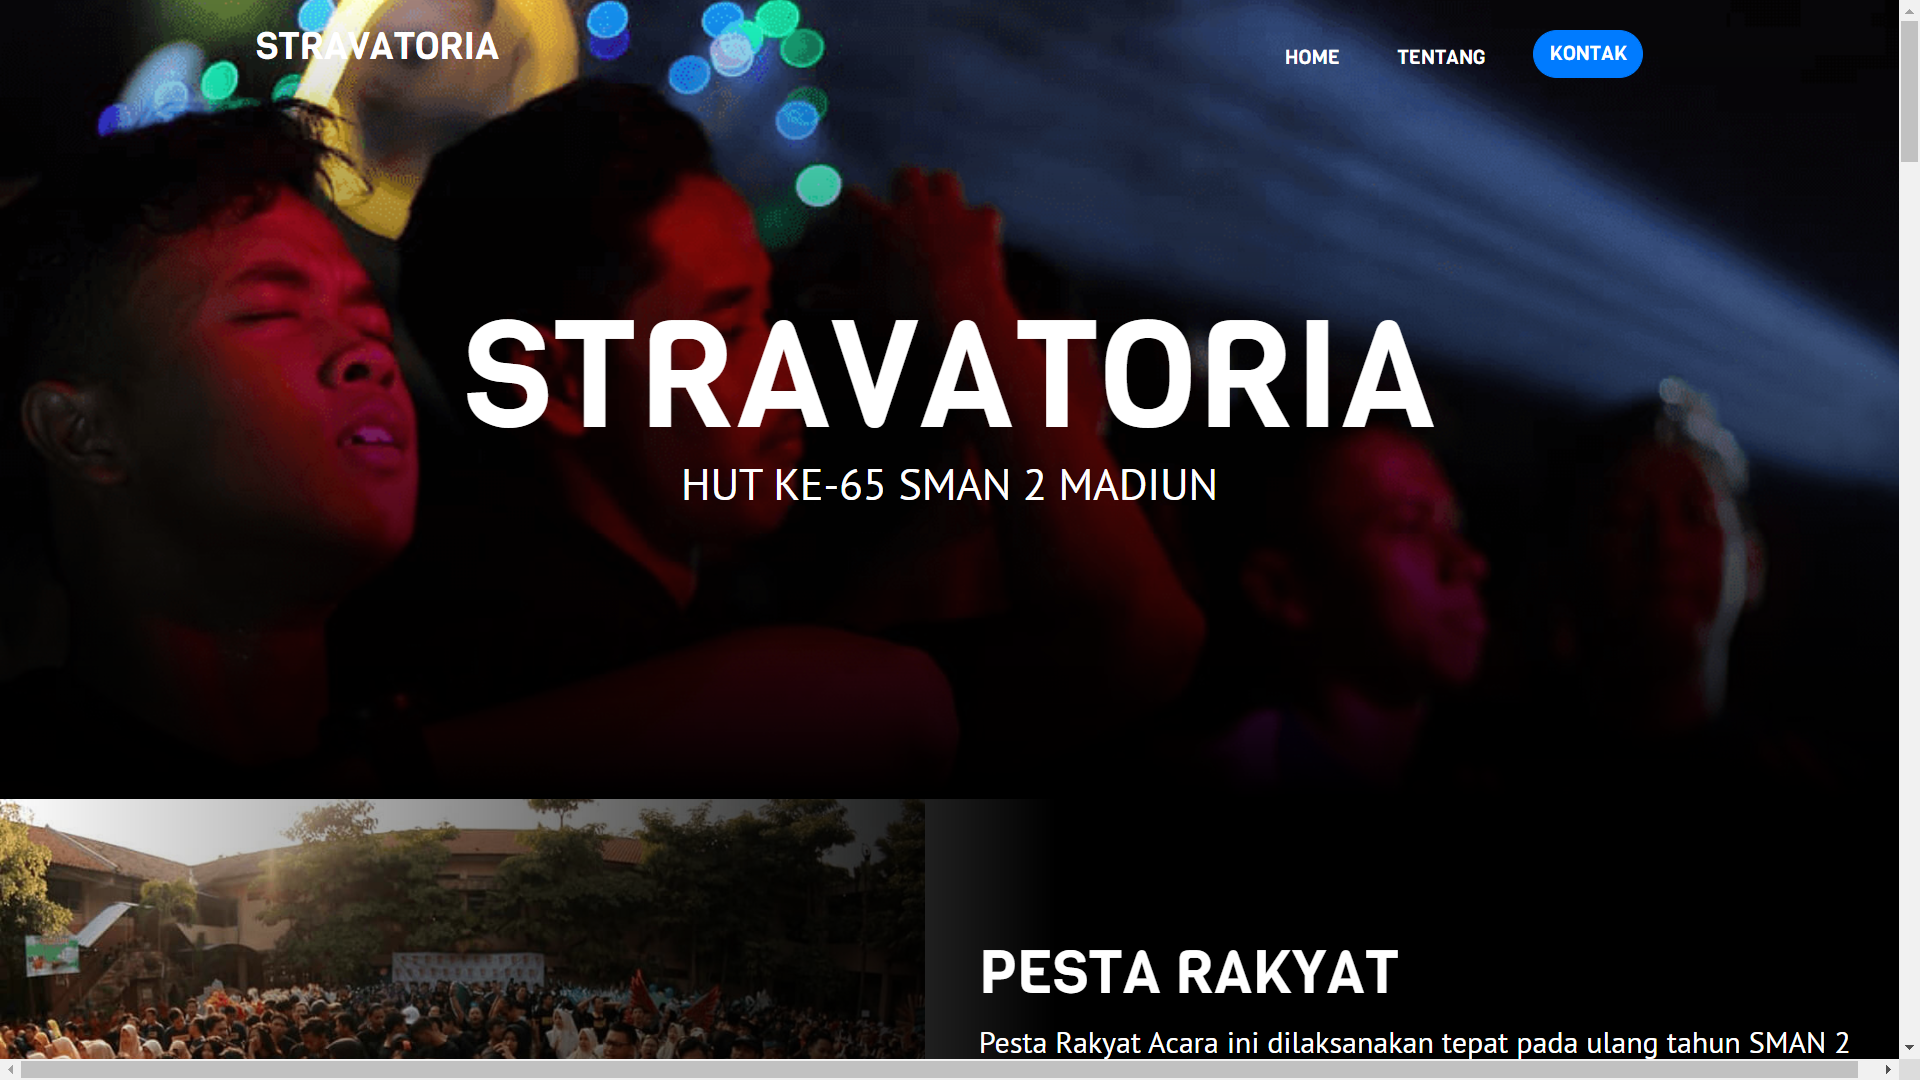 STRAVATORIA
HOME
TENTANG
KONTAK
STRAVATORIA
HUT KE-65 SMAN 2 MADIUN
PESTA RAKYAT
Pesta Rakyat Acara ini dilaksanakan tepat pada ulang tahun SMAN 2